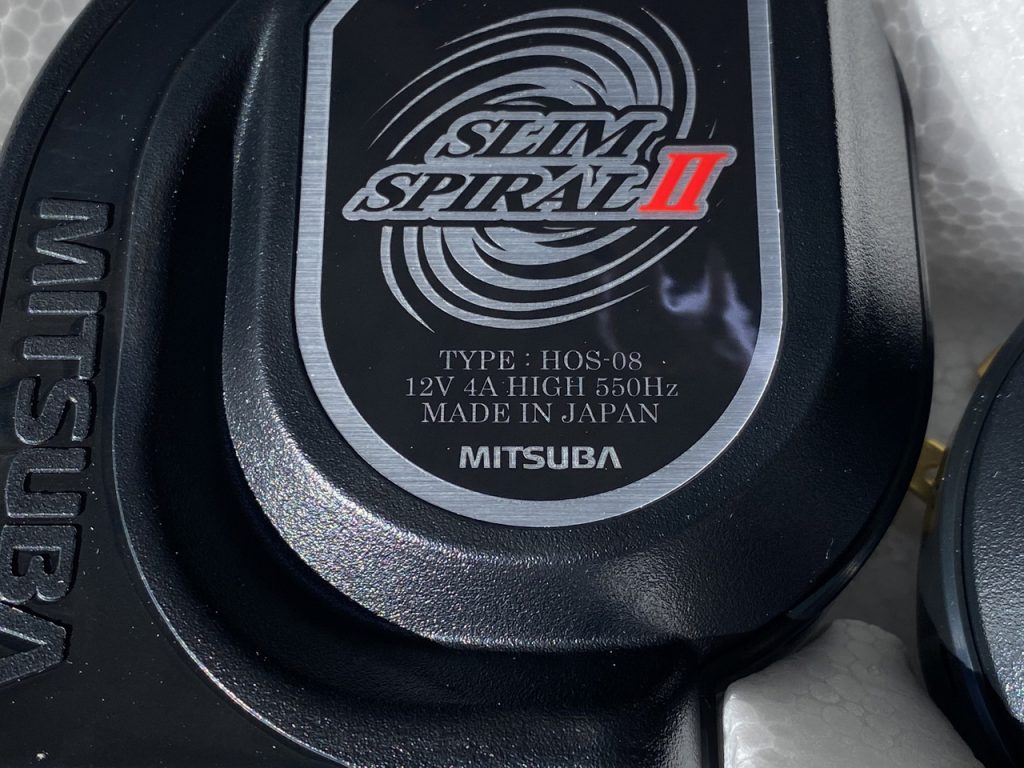 SLIM
SPIRAL II
TYPE : HOS-08
12V 4A HIGH 550Hz
MADE IN JAPAN
MITSUBA
MITSUBA